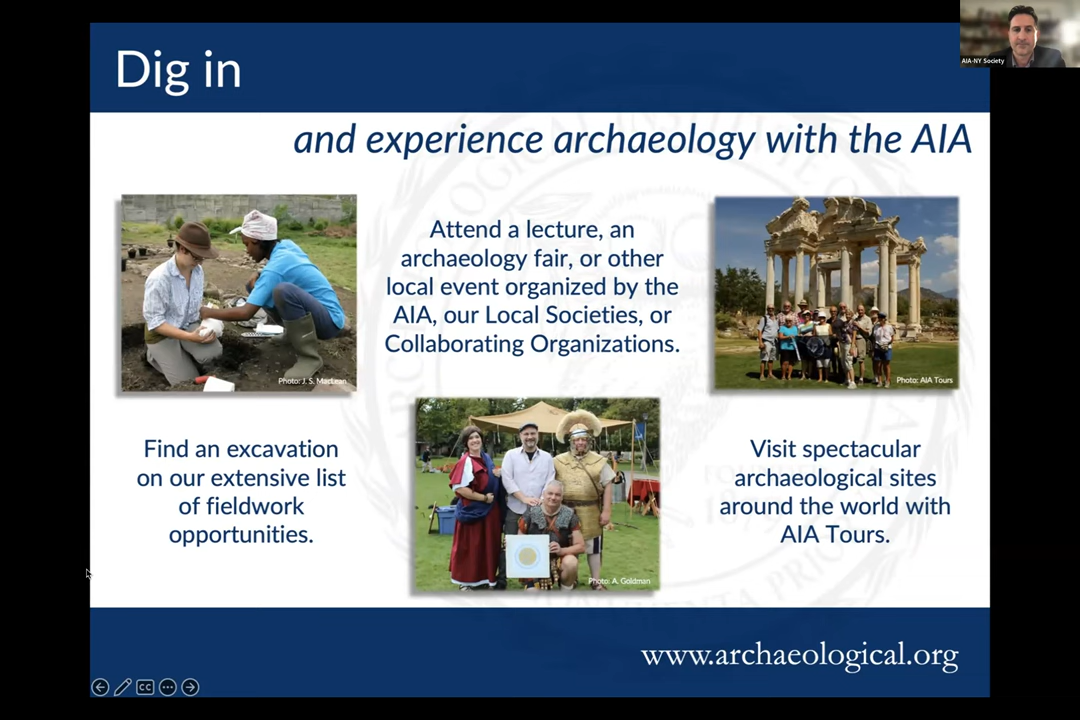 AIA-NY Society
Dig in
and experience archaeology with the AIA
Photo: J. S. MacLean
Attend a lecture, an
archaeology fair, or other
local event organized by the
AIA, our Local Societies, or
Collaborating Organizations.
Photo: AIA Tours
Find an excavation
on our extensive list
of fieldwork
opportunities.
Photo: A. Goldman
Visit spectacular
archaeological sites
around the world with
AIA Tours.
www.archaeological.org
CC